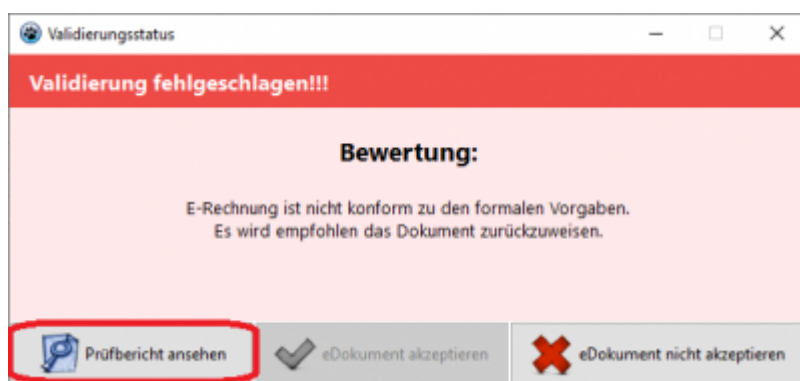 Validierungsstatus
Validierung fehlgeschlagen!!!
Bewertung:
E-Rechnung ist nicht konform zu den formalen Vorgaben.
Es wird empfohlen das Dokument zurückzuweisen.
Prüfbericht ansehen
eDokument akzeptieren
eDokument nicht akzeptieren